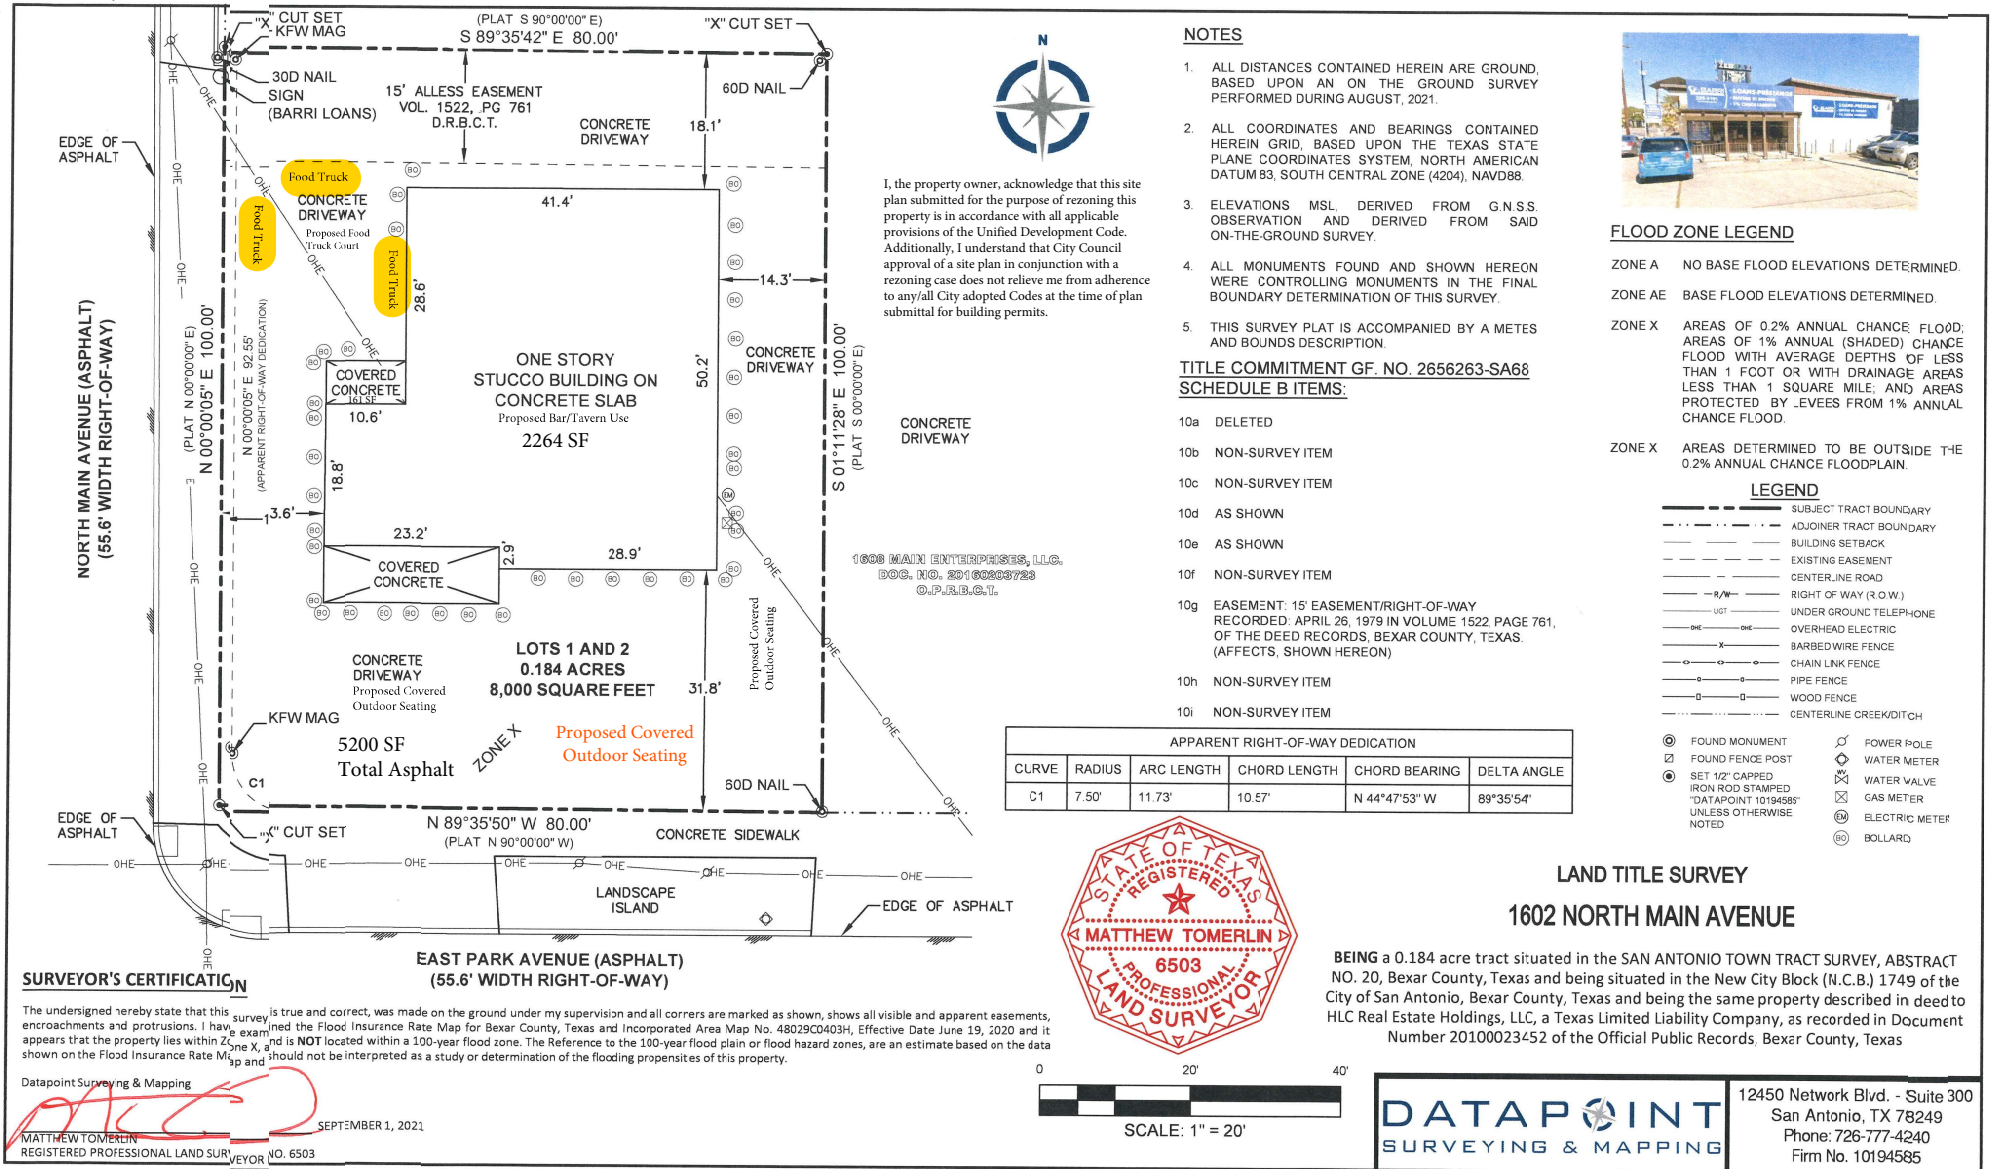 "X" CUT SET
KFW MAG
(PLAT S 90°00'00" E)
S 89°35'42" E 80.00'
"X" CUT SET
30D NAIL
SIGN
(BARRI LOANS)
15' ALLESS EASEMENT
VOL. 1522, PG 761
D.R.B.C.T.
60D NAIL
CONCRETE
DRIVEWAY
18.1'
EDGE OF
ASPHALT
Food Truck
CONCRETE
DRIVEWAY
Proposed Food
Truck Court
Food Truck
Food Truck
41.4'
28.6'
14.3'
OHE
OHE
OHE
OHE
NORTH MAIN AVENUE (ASPHALT)
(55.6' WIDTH RIGHT-OF-WAY)
(PLAT N 00°00'00" E)
N 00°00'05" E 100.00'
N 00°00'05" E 92.55'
(APPARENT RIGHT-OF-WAY DEDICATION)
COVERED
CONCRETE
161 SF
10.6'
18.8'
13.6'
23.2'
2.9'
COVERED
CONCRETE
28.9'
ONE STORY
STUCCO BUILDING ON
CONCRETE SLAB
Proposed Bar/Tavern Use
2264 SF
50.2'
CONCRETE
DRIVEWAY
S 01°11'28" E 100.00'
(PLAT S 00°00'00" E)
CONCRETE
DRIVEWAY
1608 MAIN ENTERPRISES, LLC.
DOC. NO. 20160203723
O.P.R.B.C.T.
LOTS 1 AND 2
0.184 ACRES
8,000 SQUARE FEET
31.8'
Proposed Covered
Outdoor Seating
CONCRETE
DRIVEWAY
Proposed Covered
Outdoor Seating
KFW MAG
5200 SF
Total Asphalt
ZONE X
Proposed Covered
Outdoor Seating
C1
60D NAIL
EDGE OF
ASPHALT
"X" CUT SET
N 89°35'50" W 80.00'
(PLAT N 90°00'00" W)
CONCRETE SIDEWALK
OHE
OHE
OHE
OHE
OHE
OHE
OHE
OHE
LANDSCAPE
ISLAND
EDGE OF ASPHALT
EAST PARK AVENUE (ASPHALT)
(55.6' WIDTH RIGHT-OF-WAY)
N
I, the property owner, acknowledge that this site
plan submitted for the purpose of rezoning this
property is in accordance with all applicable
provisions of the Unified Development Code.
Additionally, I understand that City Council
approval of a site plan in conjunction with a
rezoning case does not relieve me from adherence
to any/all City adopted Codes at the time of plan
submittal for building permits.
NOTES
1. ALL DISTANCES CONTAINED HEREIN ARE GROUND,
BASED UPON AN ON THE GROUND SURVEY
PERFORMED DURING AUGUST, 2021.
2. ALL COORDINATES AND BEARINGS CONTAINED
HEREIN GRID, BASED UPON THE TEXAS STATE
PLANE COORDINATES SYSTEM, NORTH AMERICAN
DATUM 83, SOUTH CENTRAL ZONE (4204), NAVD88.
3. ELEVATIONS MSL, DERIVED FROM G.N.S.S.
OBSERVATION AND DERIVED FROM SAID
ON-THE-GROUND SURVEY.
4. ALL MONUMENTS FOUND AND SHOWN HEREON
WERE CONTROLLING MONUMENTS IN THE FINAL
BOUNDARY DETERMINATION OF THIS SURVEY.
5. THIS SURVEY PLAT IS ACCOMPANIED BY A METES
AND BOUNDS DESCRIPTION.
TITLE COMMITMENT GF. NO. 2656263-SA68
SCHEDULE B ITEMS:
10a DELETED
10b NON-SURVEY ITEM
10c NON-SURVEY ITEM
10d AS SHOWN
10e AS SHOWN
10f NON-SURVEY ITEM
10g EASEMENT: 15' EASEMENT/RIGHT-OF-WAY
RECORDED: APRIL 26, 1979 IN VOLUME 1522, PAGE 761,
OF THE DEED RECORDS, BEXAR COUNTY, TEXAS.
(AFFECTS, SHOWN HEREON)
10h NON-SURVEY ITEM
10i NON-SURVEY ITEM
APPARENT RIGHT-OF-WAY DEDICATION
CURVE RADIUS ARC LENGTH CHORD LENGTH CHORD BEARING DELTA ANGLE
C1 7.50' 11.73' 10.57' N 44°47'53" W 89°35'54"
FLOOD ZONE LEGEND
ZONE A NO BASE FLOOD ELEVATIONS DETERMINED.
ZONE AE BASE FLOOD ELEVATIONS DETERMINED.
ZONE X AREAS OF 0.2% ANNUAL CHANCE FLOOD;
AREAS OF 1% ANNUAL (SHADED) CHANCE
FLOOD WITH AVERAGE DEPTHS OF LESS
THAN 1 FOOT OR WITH DRAINAGE AREAS
LESS THAN 1 SQUARE MILE; AND AREAS
PROTECTED BY LEVEES FROM 1% ANNUAL
CHANCE FLOOD.
ZONE X AREAS DETERMINED TO BE OUTSIDE THE
0.2% ANNUAL CHANCE FLOODPLAIN.
LEGEND
SUBJECT TRACT BOUNDARY
ADJOINER TRACT BOUNDARY
BUILDING SETBACK
EXISTING EASEMENT
CENTERLINE ROAD
R/W RIGHT OF WAY (R.O.W.)
UGT UNDER GROUND TELEPHONE
OHE OHE OVERHEAD ELECTRIC
X BARBEDWIRE FENCE
CHAIN LINK FENCE
PIPE FENCE
WOOD FENCE
CENTERLINE CREEK/DITCH
FOUND MONUMENT
FOUND FENCE POST
SET 1/2" CAPPED
IRON ROD STAMPED
"DATAPOINT 10194585"
UNLESS OTHERWISE
NOTED
POWER POLE
WATER METER
WV WATER VALVE
GAS METER
EM ELECTRIC METER
BO BOLLARD
STATE OF TEXAS
REGISTERED
MATTHEW TOMERLIN
6503
PROFESSIONAL
LAND SURVEYOR
LAND TITLE SURVEY
1602 NORTH MAIN AVENUE
BEING a 0.184 acre tract situated in the SAN ANTONIO TOWN TRACT SURVEY, ABSTRACT
NO. 20, Bexar County, Texas and being situated in the New City Block (N.C.B.) 1749 of the
City of San Antonio, Bexar County, Texas and being the same property described in deed to
HLC Real Estate Holdings, LLC, a Texas Limited Liability Company, as recorded in Document
Number 20100023452 of the Official Public Records, Bexar County, Texas
SURVEYOR'S CERTIFICATION
The undersigned hereby state that this survey is true and correct, was made on the ground under my supervision and all corners are marked as shown, shows all visible and apparent easements,
encroachments and protrusions. I have examined the Flood Insurance Rate Map for Bexar County, Texas and Incorporated Area Map No. 48029C0403H, Effective Date June 19, 2020 and it
appears that the property lies within Zone X, and is NOT located within a 100-year flood zone. The Reference to the 100-year flood plain or flood hazard zones, are an estimate based on the data
shown on the Flood Insurance Rate Map and should not be interpreted as a study or determination of the flooding propensites of this property.
Datapoint Surveying & Mapping
SEPTEMBER 1, 2021
MATTHEW TOMERLIN
REGISTERED PROFESSIONAL LAND SURVEYOR NO. 6503
0 20' 40'
SCALE: 1" = 20'
DATAPOINT
SURVEYING & MAPPING
12450 Network Blvd. - Suite 300
San Antonio, TX 78249
Phone: 726-777-4240
Firm No. 10194585